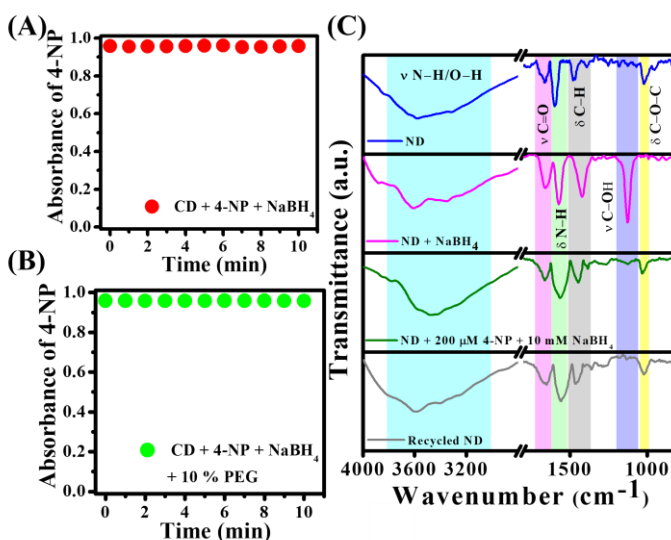 (A)
1.0
0.8
0.6
0.4
0.2
0.0
Absorbance of 4-NP
CD + 4-NP + NaBH₄
0 2 4 6 8 10
Time (min)
(B)
1.0
0.8
0.6
0.4
0.2
0.0
Absorbance of 4-NP
CD + 4-NP + NaBH₄
+ 10 % PEG
0 2 4 6 8 10
Time (min)
(C)
Transmittance (a.u.)
ν N–H/O–H
ν C=O
δ C–H
δ C–O–C
ND
δ N–H
ν C–OH
ND + NaBH₄
ND + 200 μM 4-NP + 10 mM NaBH₄
Recycled ND
4000 3600 3200 1500 1000
Wavenumber (cm⁻¹)